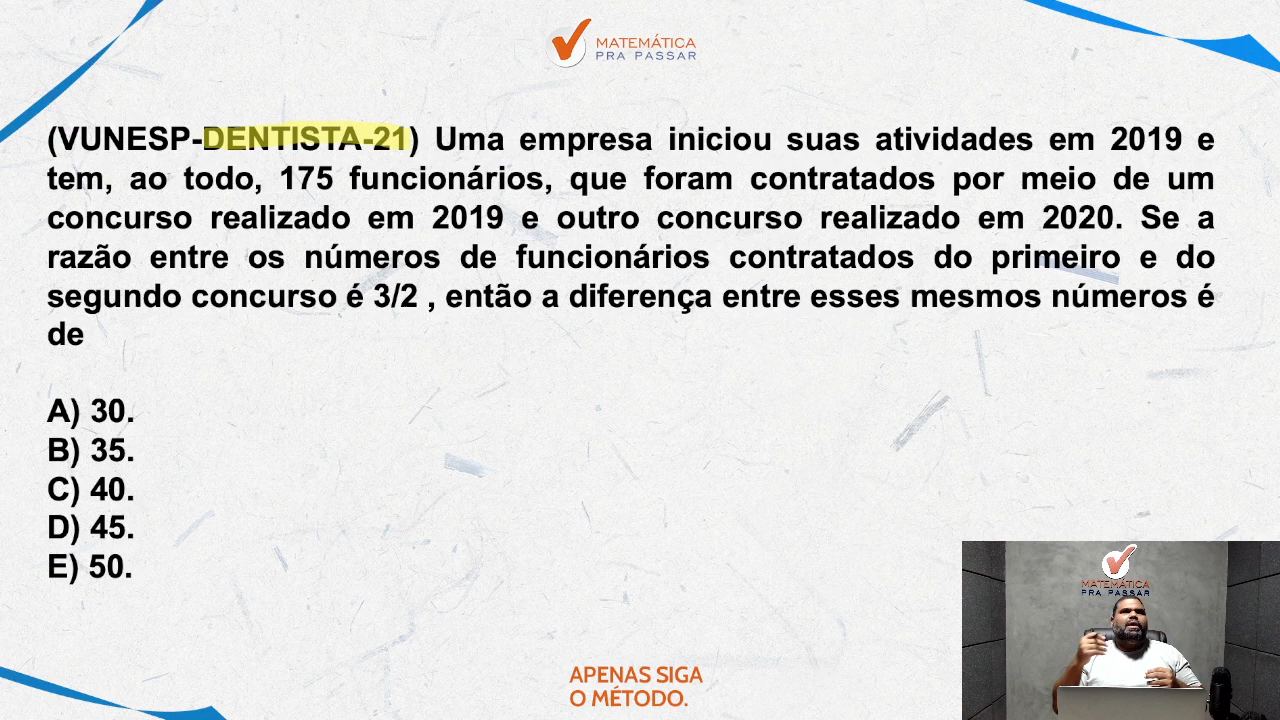 MATEMÁTICA
PRA PASSAR
(VUNESP-DENTISTA-21) Uma empresa iniciou suas atividades em 2019 e
tem, ao todo, 175 funcionários, que foram contratados por meio de um
concurso realizado em 2019 e outro concurso realizado em 2020. Se a
razão entre os números de funcionários contratados do primeiro e do
segundo concurso é 3/2 , então a diferença entre esses mesmos números é
de
A) 30.
B) 35.
C) 40.
D) 45.
E) 50.
MATEMÁTICA
PRA PASSAR
APENAS SIGA
O MÉTODO.